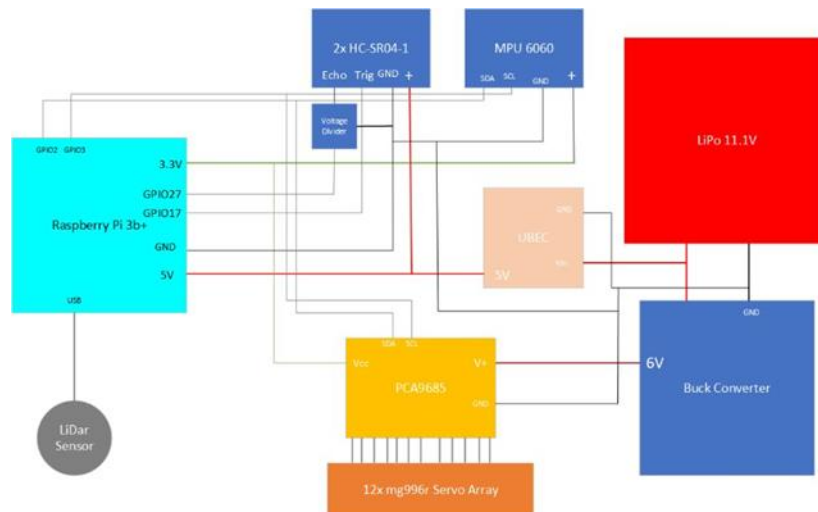 2x HC-SR04-1
Echo Trig GND +
MPU 6060
SDA SCL GND +
Voltage
Divider
LiPo 11.1V
GPIO2 GPIO3
3.3V
GPIO27
GPIO17
Raspberry Pi 3b+
GND
5V
USB
GND
UBEC
5V
GND
6V
Buck Converter
SDA SCL
Vcc
V+
PCA9685
GND
LiDar
Sensor
12x mg996r Servo Array